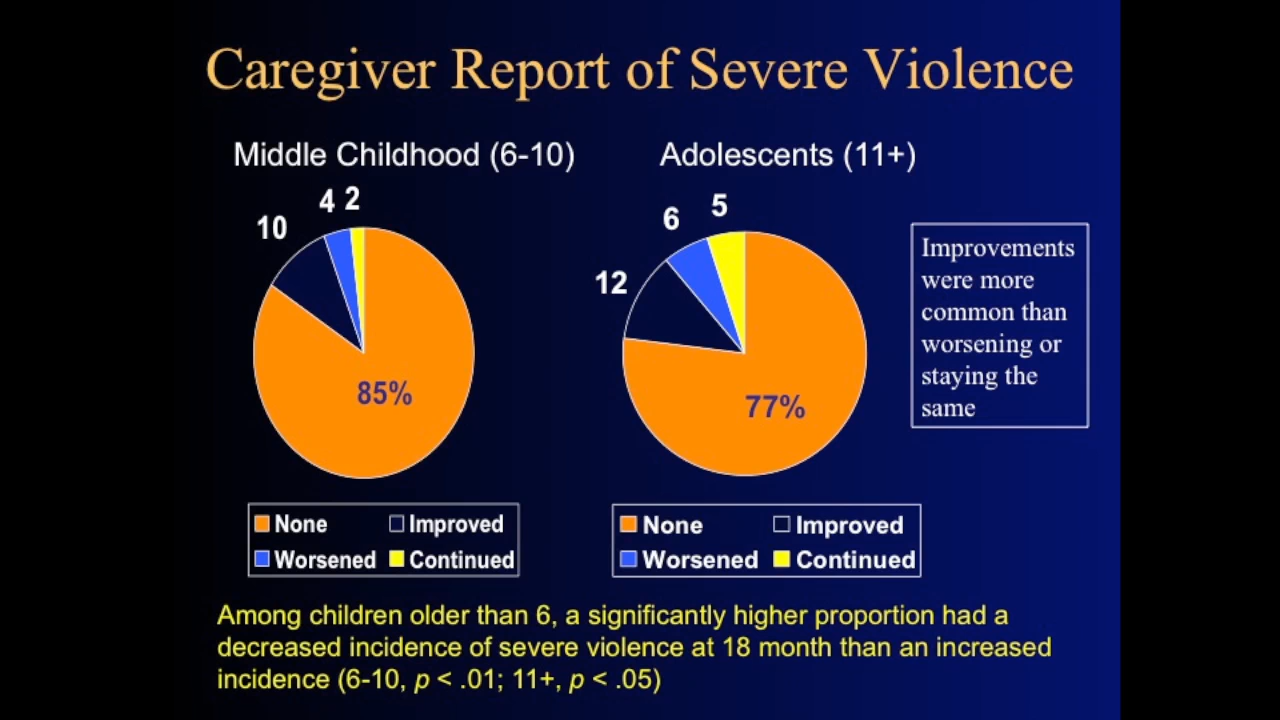 Caregiver Report of Severe Violence
Middle Childhood (6-10)
4 2
10
85%
None
Improved
Worsened
Continued
Adolescents (11+)
5
6
12
77%
None
Improved
Worsened
Continued
Improvements
were more
common than
worsening or
staying the
same
Among children older than 6, a significantly higher proportion had a
decreased incidence of severe violence at 18 month than an increased
incidence (6-10, p < .01; 11+, p < .05)